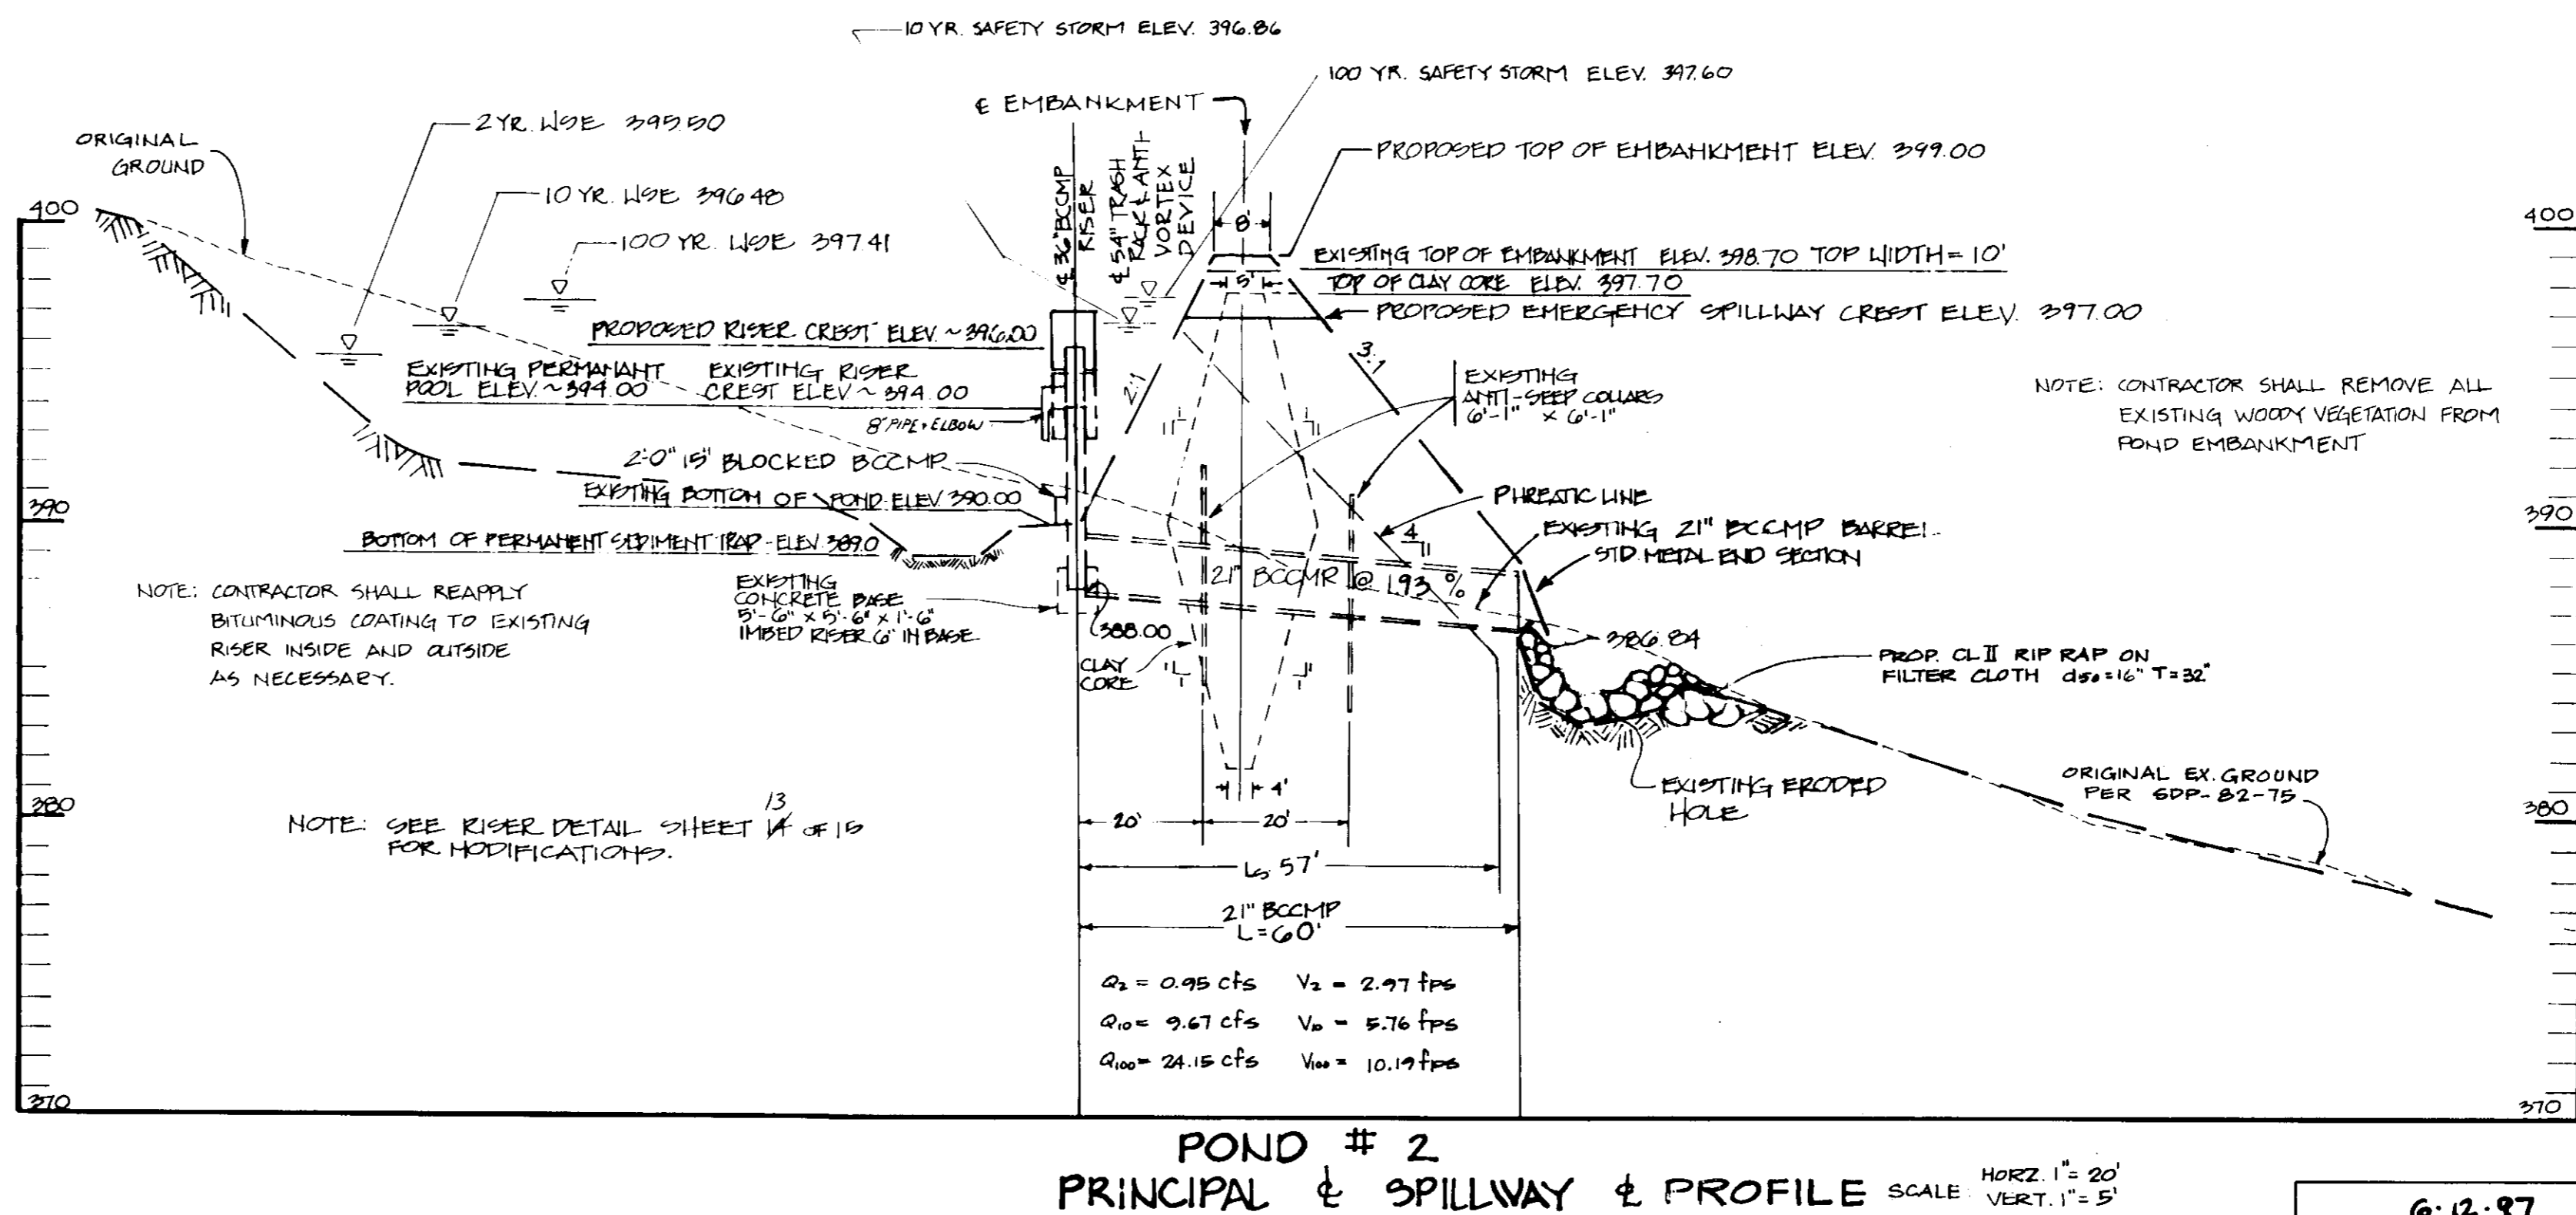 10 YR. SAFETY STORM ELEV. 396.86
100 YR. SAFETY STORM ELEV. 397.60
℄ EMBANKMENT
2 YR. WSE 395.50
ORIGINAL
GROUND
PROPOSED TOP OF EMBANKMENT ELEV. 399.00
10 YR. WSE 396.48
100 YR. WSE 397.41
℄ 36" BCCMP
RISER
℄ 54" TRASH
RACK & ANTI-
VORTEX
DEVICE
8'
400
400
EXISTING TOP OF EMBANKMENT ELEV. 398.70 TOP WIDTH = 10'
5'
TOP OF CLAY CORE ELEV. 397.70
PROPOSED EMERGENCY SPILLWAY CREST ELEV. 397.00
PROPOSED RISER CREST ELEV. ~ 396.00
EXISTING PERMANANT
POOL ELEV. ~ 394.00
EXISTING RISER
CREST ELEV ~ 394.00
2:1
3:1
8" PIPE & ELBOW
EXISTING
ANTI-SEEP COLLARS
6'-1" x 6'-1"
NOTE: CONTRACTOR SHALL REMOVE ALL
EXISTING WOODY VEGETATION FROM
POND EMBANKMENT
2'0" 15" BLOCKED BCCMP
EXISTING BOTTOM OF POND ELEV. 390.00
PHREATIC LINE
390
390
BOTTOM OF PERMANENT SEDIMENT TRAP - ELEV. 389.0
4
1
EXISTING 21" BCCMP BARREL
STD. METAL END SECTION
21" BCCMP @ 1.93 %
NOTE: CONTRACTOR SHALL REAPPLY
BITUMINOUS COATING TO EXISTING
RISER INSIDE AND OUTSIDE
AS NECESSARY.
EXISTING
CONCRETE BASE
5'-6" x 5'-6" x 1'-6"
IMBED RISER 6" IN BASE
388.00
386.84
CLAY
CORE
PROP. CL II RIP RAP ON
FILTER CLOTH d50 = 16" T = 32"
EXISTING ERODED
HOLE
ORIGINAL EX. GROUND
PER SDP-82-75
4'
380
380
NOTE: SEE RISER DETAIL SHEET 13 OF 15
FOR MODIFICATIONS.
20'
20'
LS 57'
21" BCCMP
L = 60'
Q2 = 0.95 cfs V2 = 2.97 fps
Q10 = 9.67 cfs V10 = 5.76 fps
Q100 = 24.15 cfs V100 = 10.19 fps
370
370
POND # 2
PRINCIPAL ℄ SPILLWAY ℄ PROFILE
SCALE: HORZ. 1" = 20'
VERT. 1" = 5'